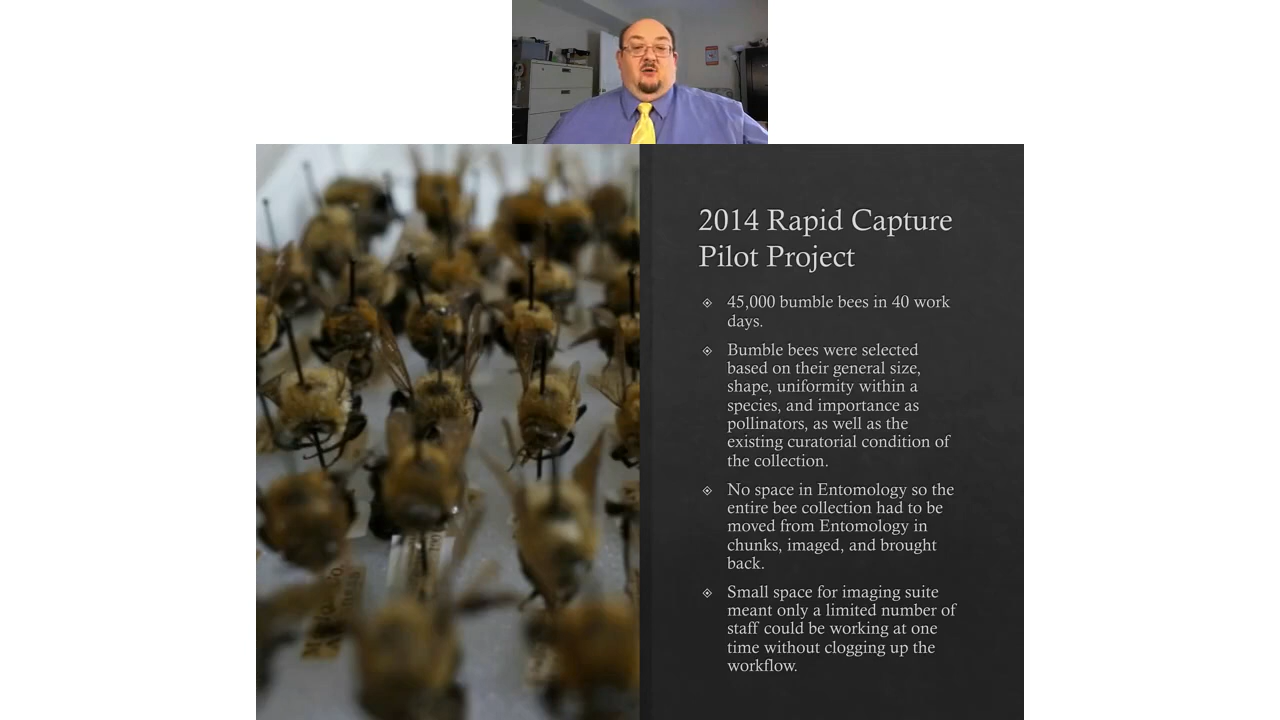 2014 Rapid Capture
Pilot Project
45,000 bumble bees in 40 work
days.
Bumble bees were selected
based on their general size,
shape, uniformity within a
species, and importance as
pollinators, as well as the
existing curatorial condition of
the collection.
No space in Entomology so the
entire bee collection had to be
moved from Entomology in
chunks, imaged, and brought
back.
Small space for imaging suite
meant only a limited number of
staff could be working at one
time without clogging up the
workflow.